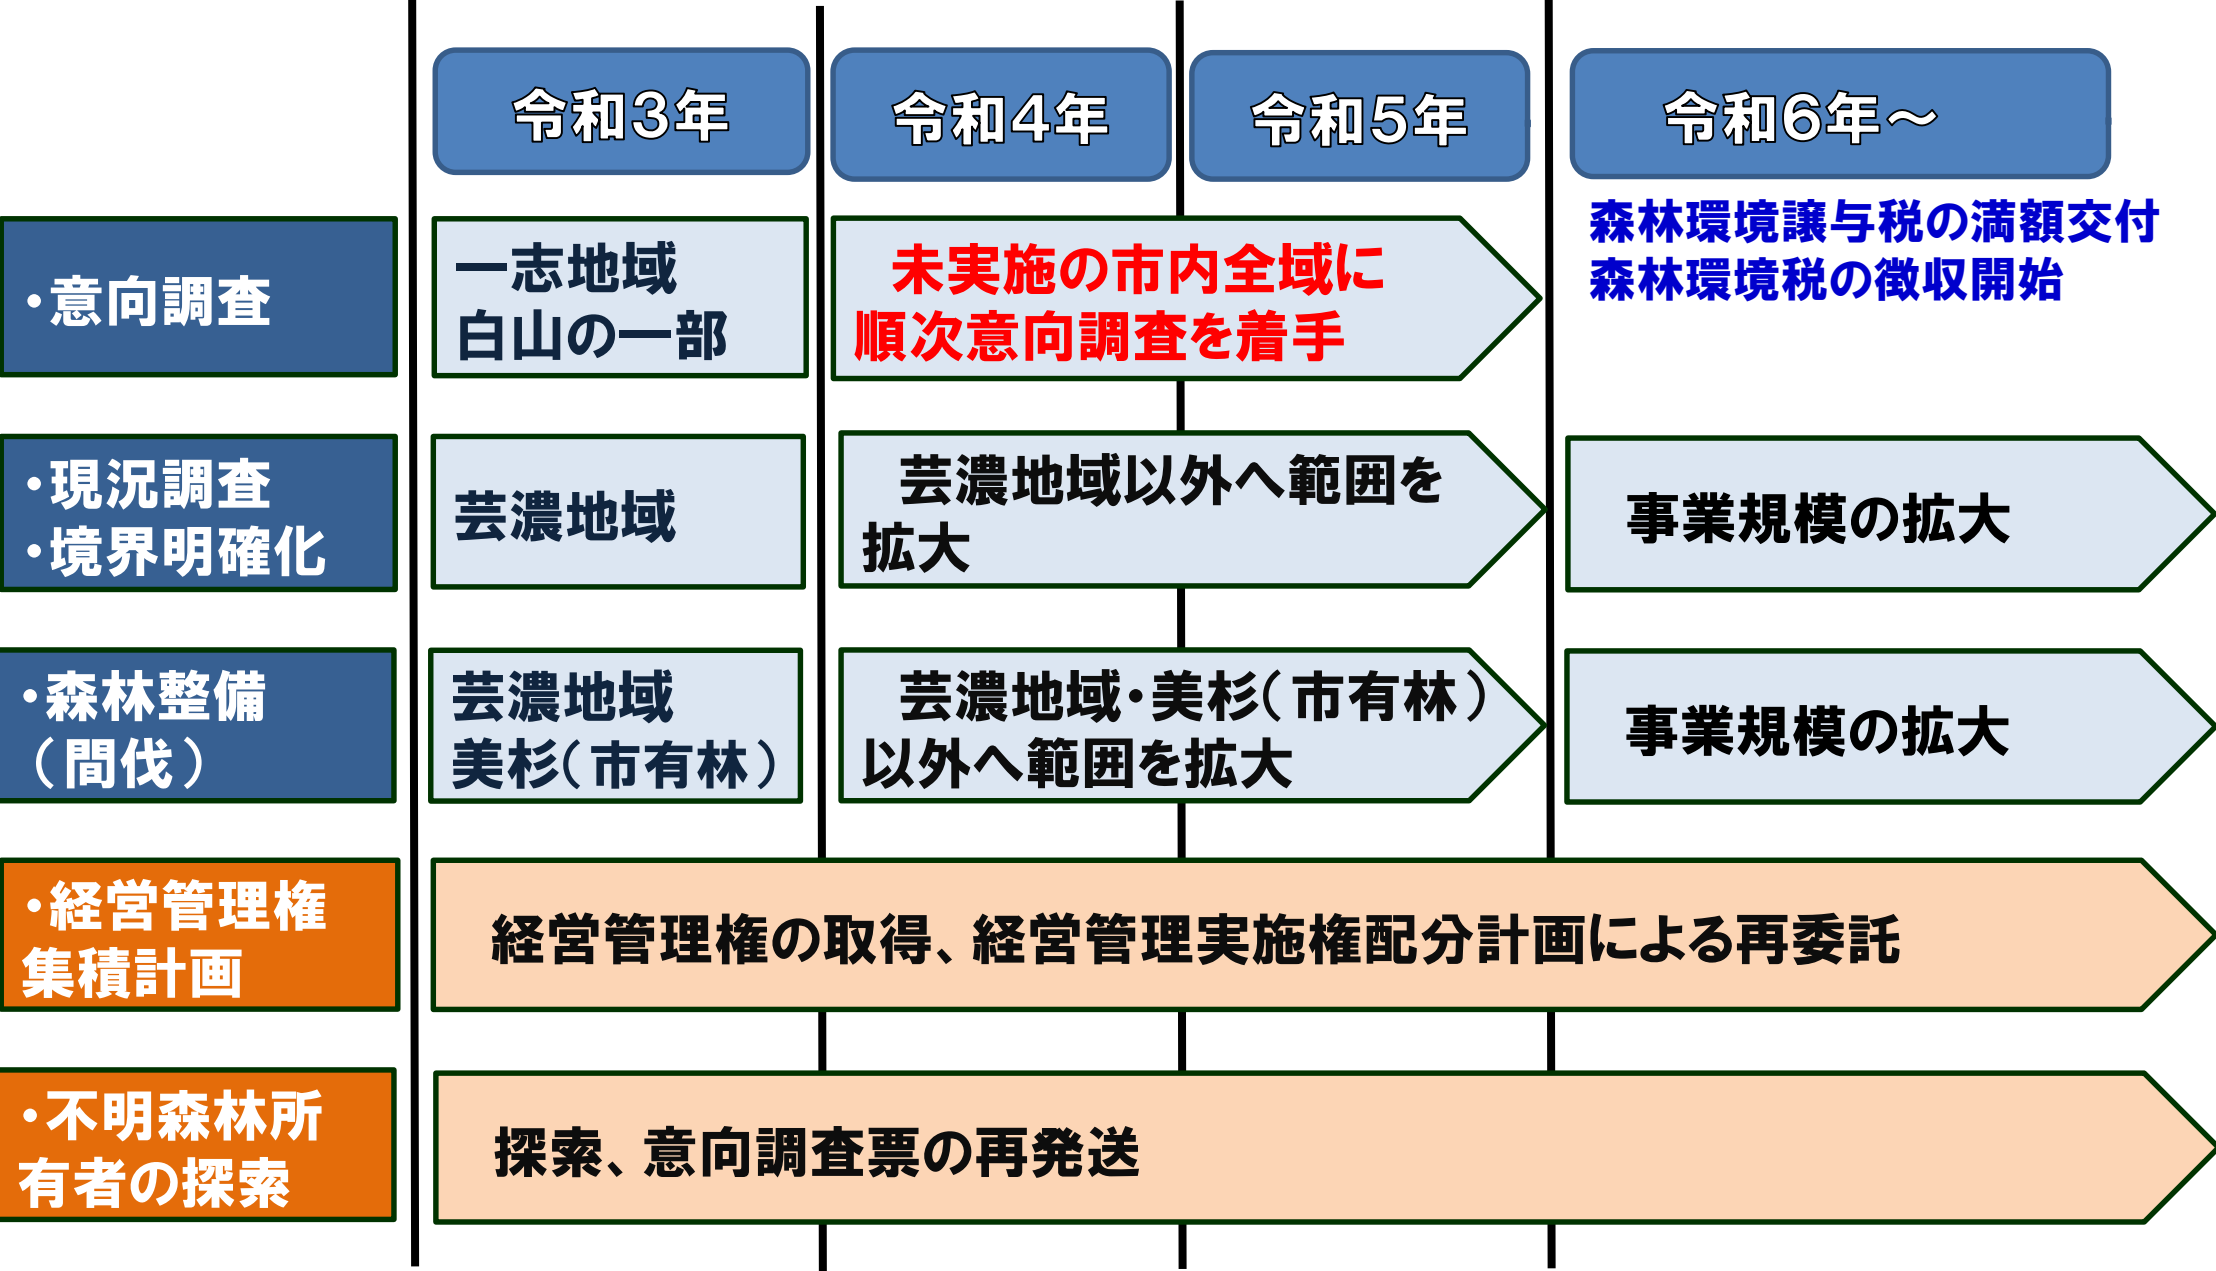 令和3年
令和4年
令和5年
令和6年～
森林環境譲与税の満額交付
森林環境税の徴収開始
・意向調査
一志地域
白山の一部
未実施の市内全域に
順次意向調査を着手
・現況調査
・境界明確化
芸濃地域
芸濃地域以外へ範囲を
拡大
事業規模の拡大
・森林整備
（間伐）
芸濃地域
美杉（市有林）
芸濃地域・美杉（市有林）
以外へ範囲を拡大
事業規模の拡大
・経営管理権
集積計画
経営管理権の取得、経営管理実施権配分計画による再委託
・不明森林所
有者の探索
探索、意向調査票の再発送